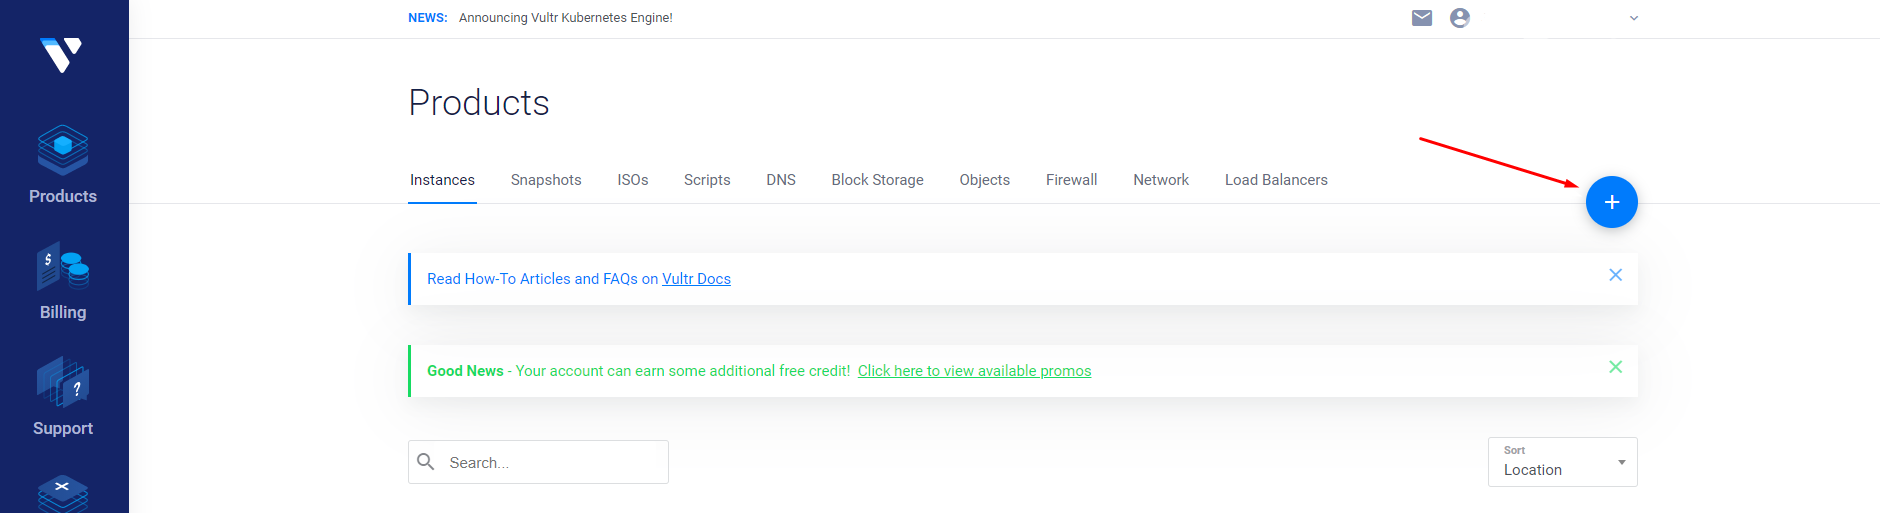 NEWS: Announcing Vultr Kubernetes Engine!
Products
Products
Instances Snapshots ISOs Scripts DNS Block Storage Objects Firewall Network Load Balancers
+
Billing
$
Read How-To Articles and FAQs on Vultr Docs
Good News - Your account can earn some additional free credit! Click here to view available promos
?
Support
Search...
Sort
Location